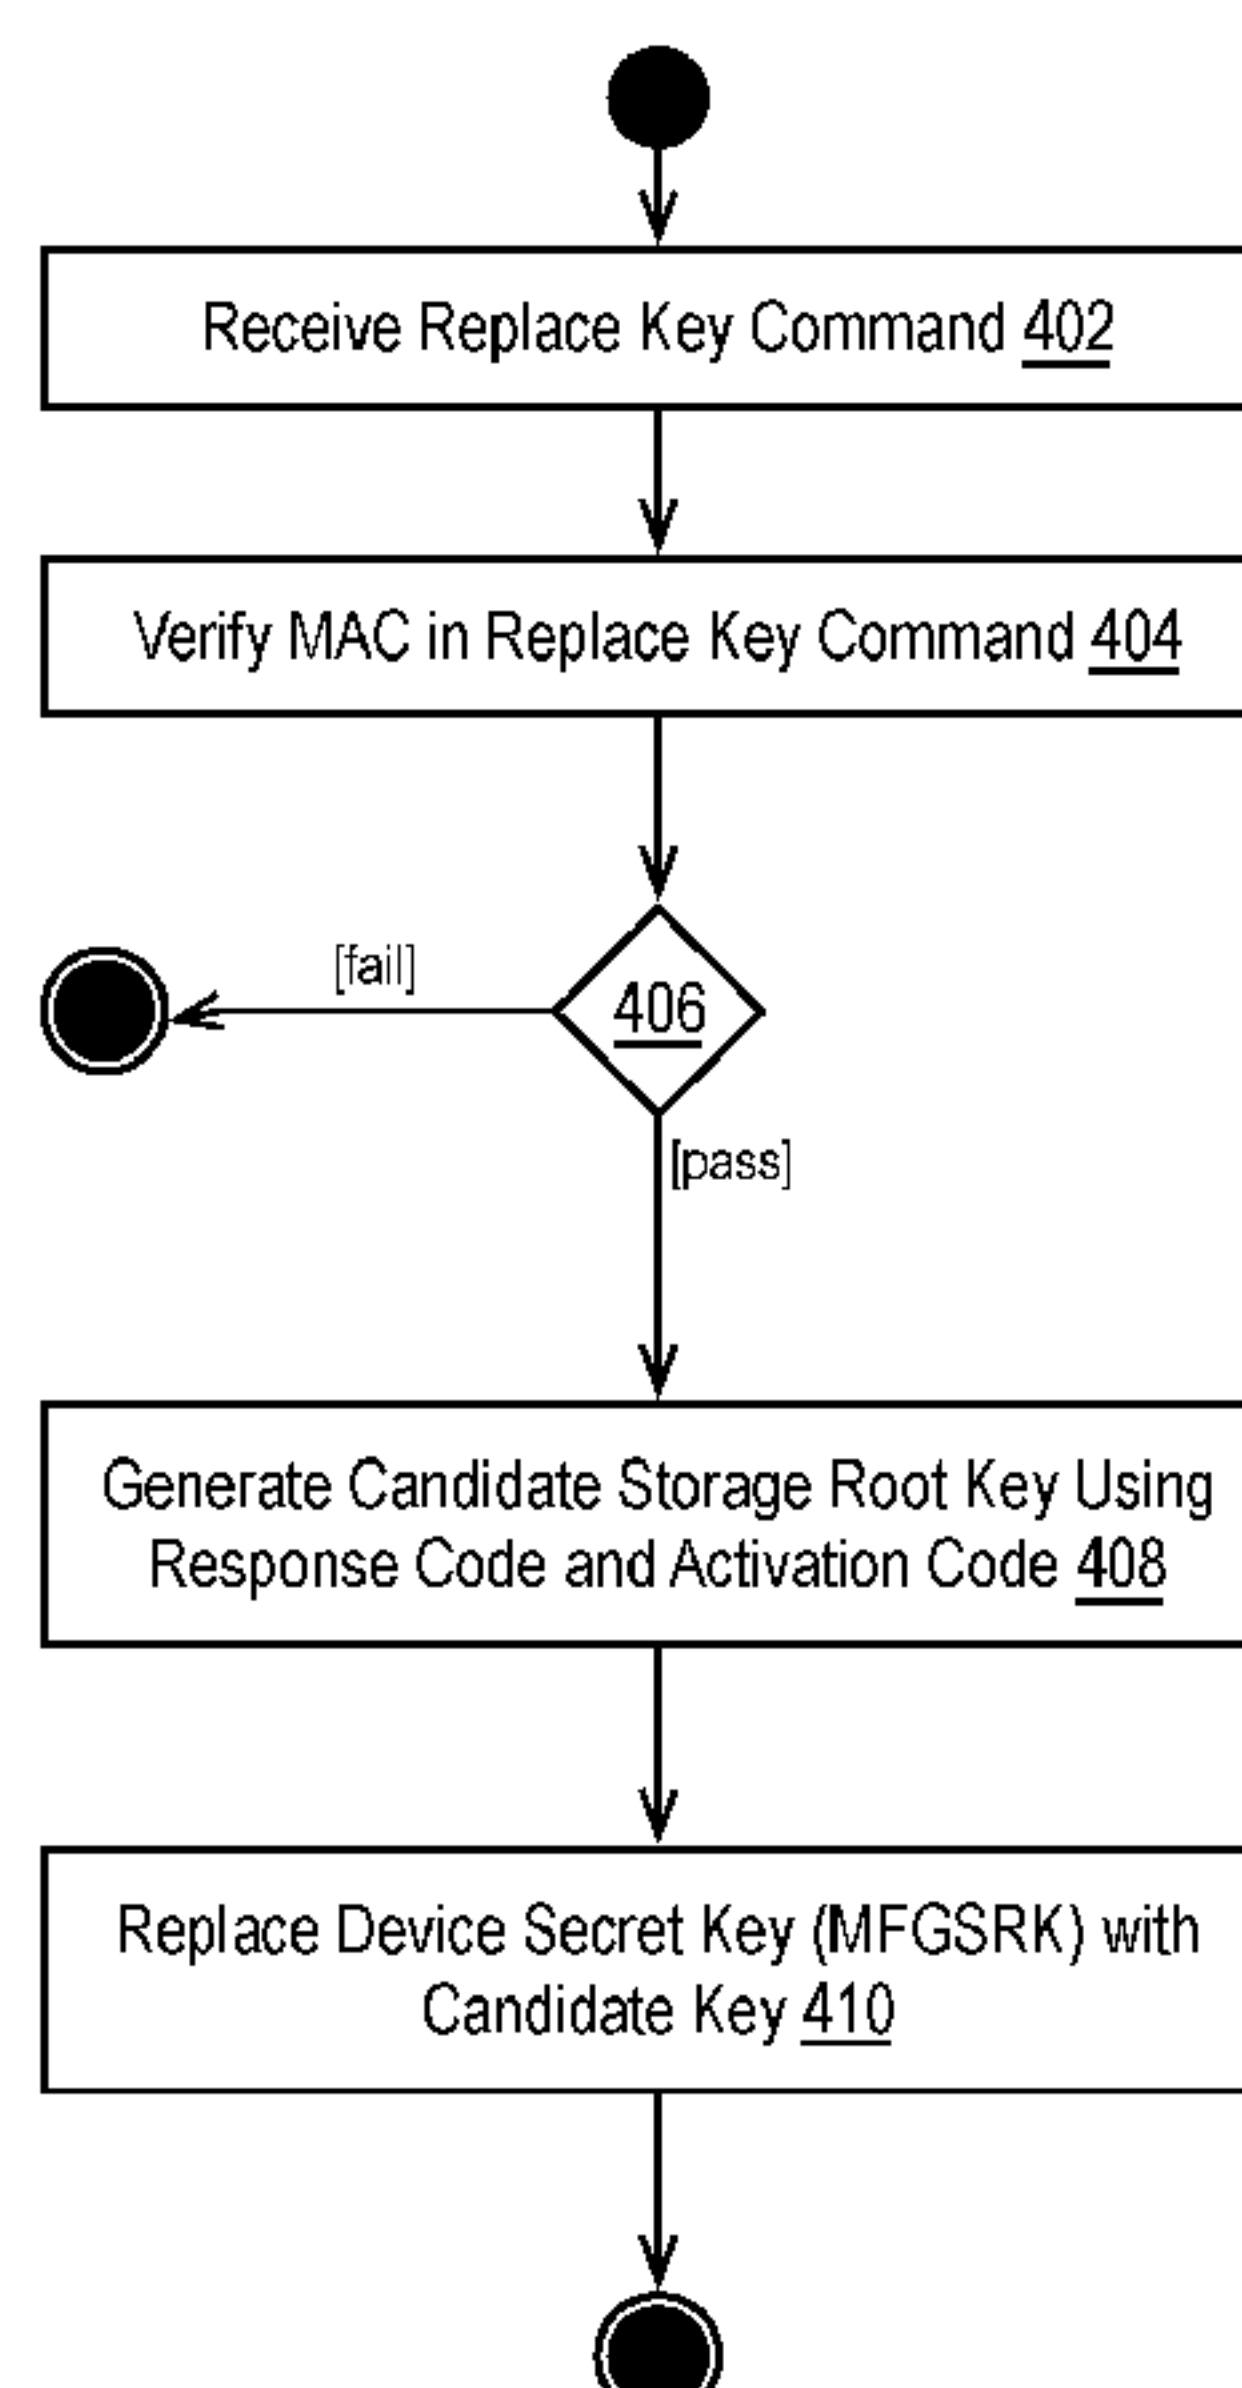 Receive Replace Key Command 402
Verify MAC in Replace Key Command 404
[fail]
406
[pass]
Generate Candidate Storage Root Key Using
Response Code and Activation Code 408
Replace Device Secret Key (MFGSRK) with
Candidate Key 410